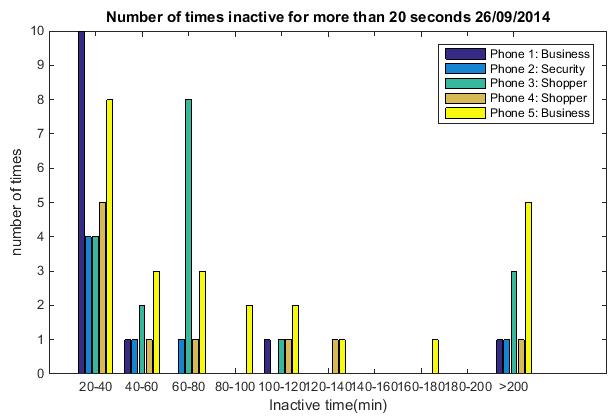 Number of times inactive for more than 20 seconds 26/09/2014
Phone 1: Business
Phone 2: Security
Phone 3: Shopper
Phone 4: Shopper
Phone 5: Business
number of times
10
9
8
7
6
5
4
3
2
1
0
20-40 40-60 60-80 80-100 100-120 120-140 140-160 160-180 180-200 >200
Inactive time(min)